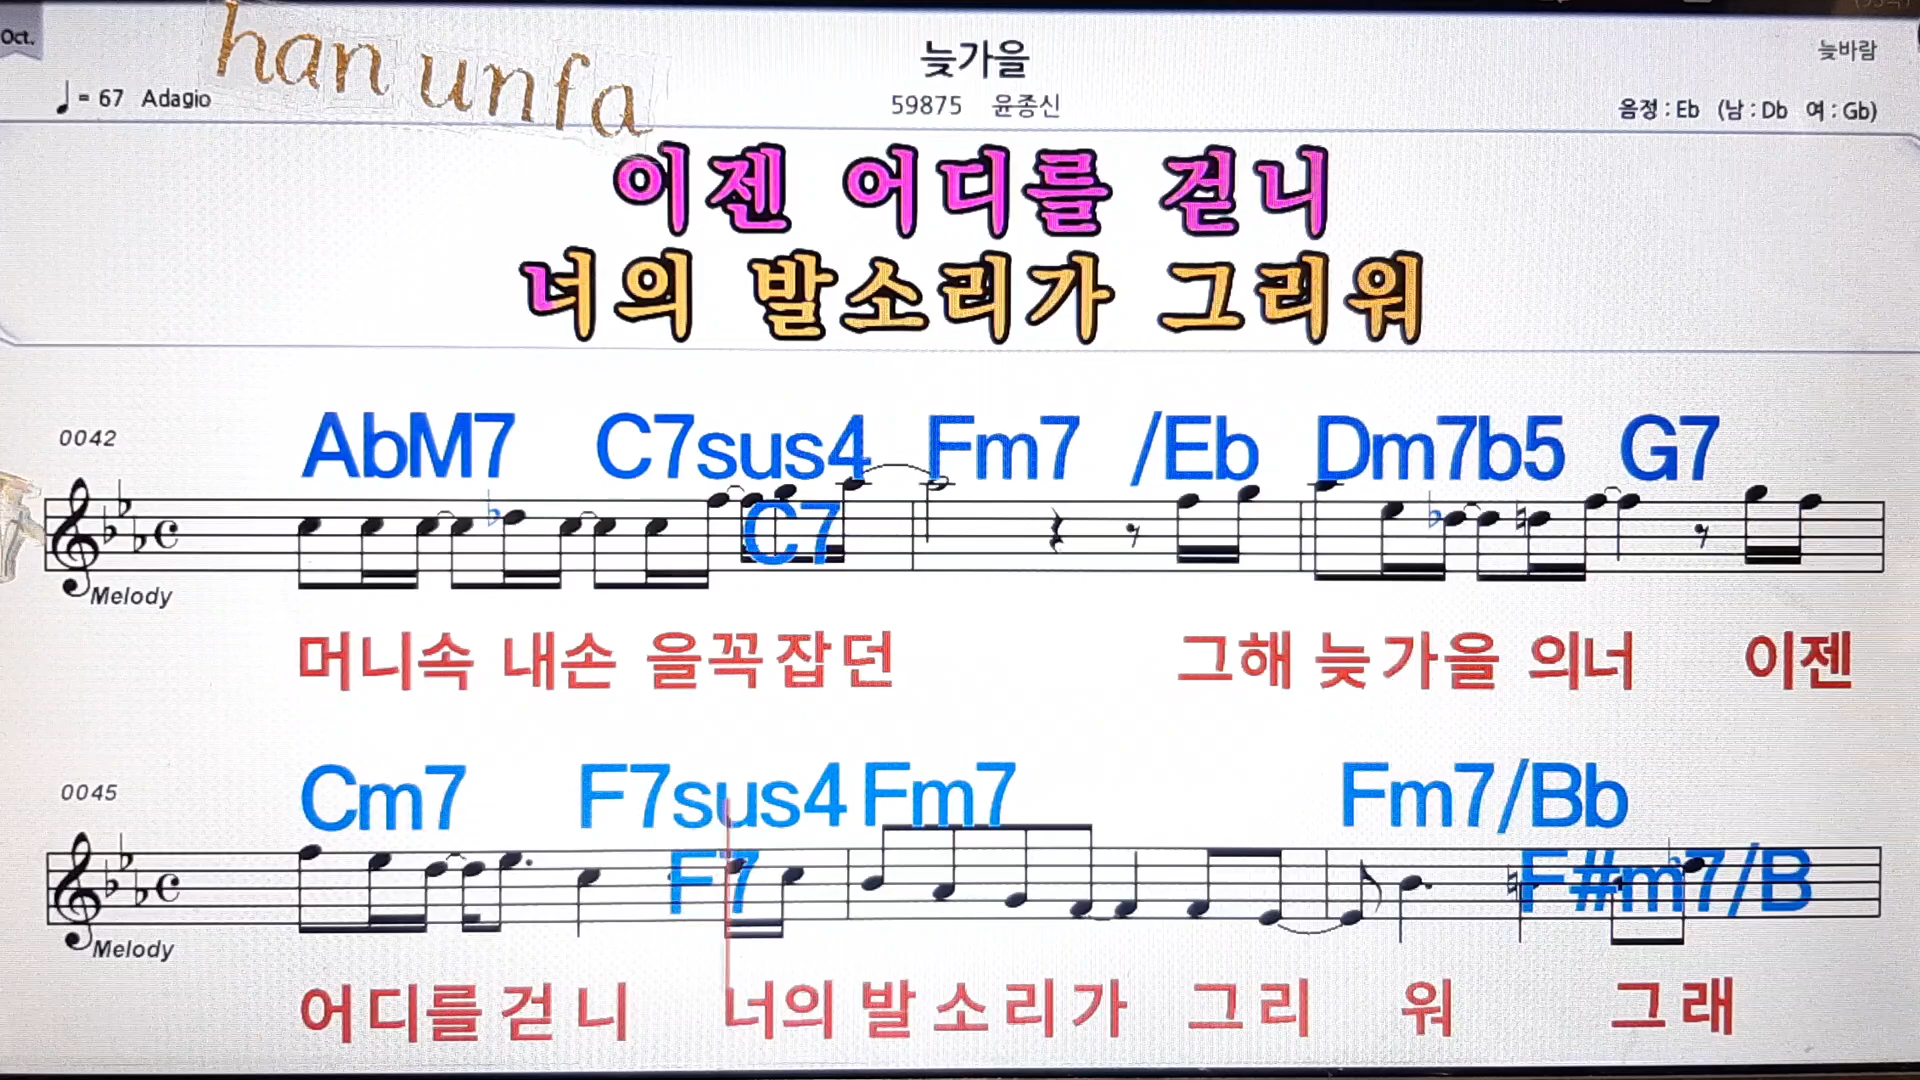 Oct.
han unfa
늦가을
늦바람
♩= 67 Adagio
59875 윤종신
음정 : Eb (남 : Db 여 : Gb)
이젠 어디를 걷니
너의 발소리가 그리워
0042
AbM7 C7sus4 Fm7 /Eb Dm7b5 G7
C7
Melody
머니속 내손 을꼭잡던 그해 늦가을 의너 이젠
0045
Cm7 F7sus4 Fm7 Fm7/Bb
F7 F#m7/B
Melody
어디를걷니 너의 발소리가 그리 워 그래